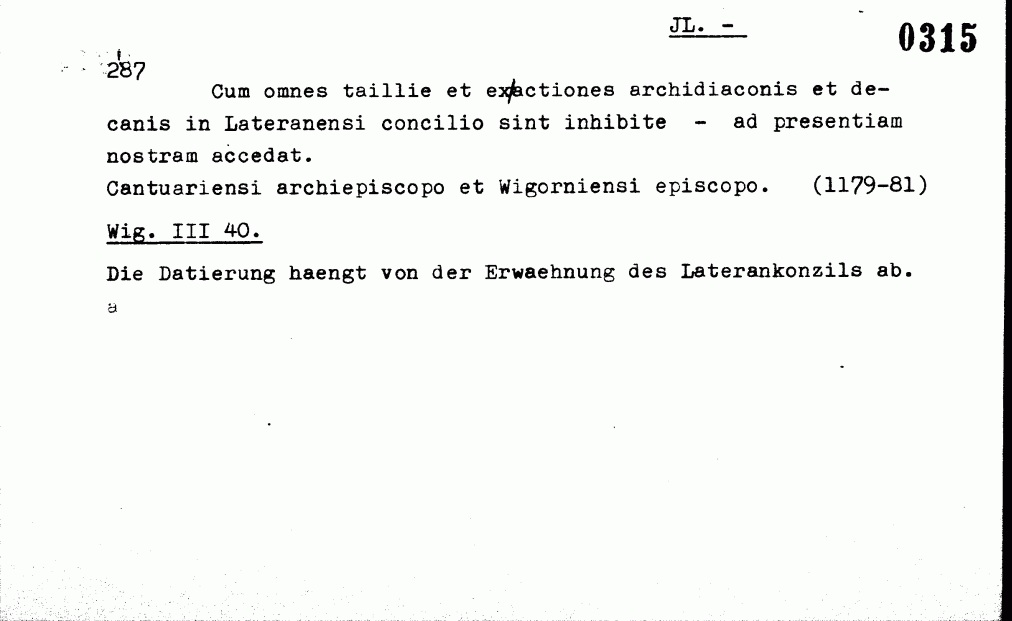 JL. -
0315
287
Cum omnes taillie et exactiones archidiaconis et de-
canis in Lateranensi concilio sint inhibite - ad presentiam
nostram accedat.
Cantuariensi archiepiscopo et Wigorniensi episcopo. (1179-81)
Wig. III 40.
Die Datierung haengt von der Erwaehnung des Laterankonzils ab.
a